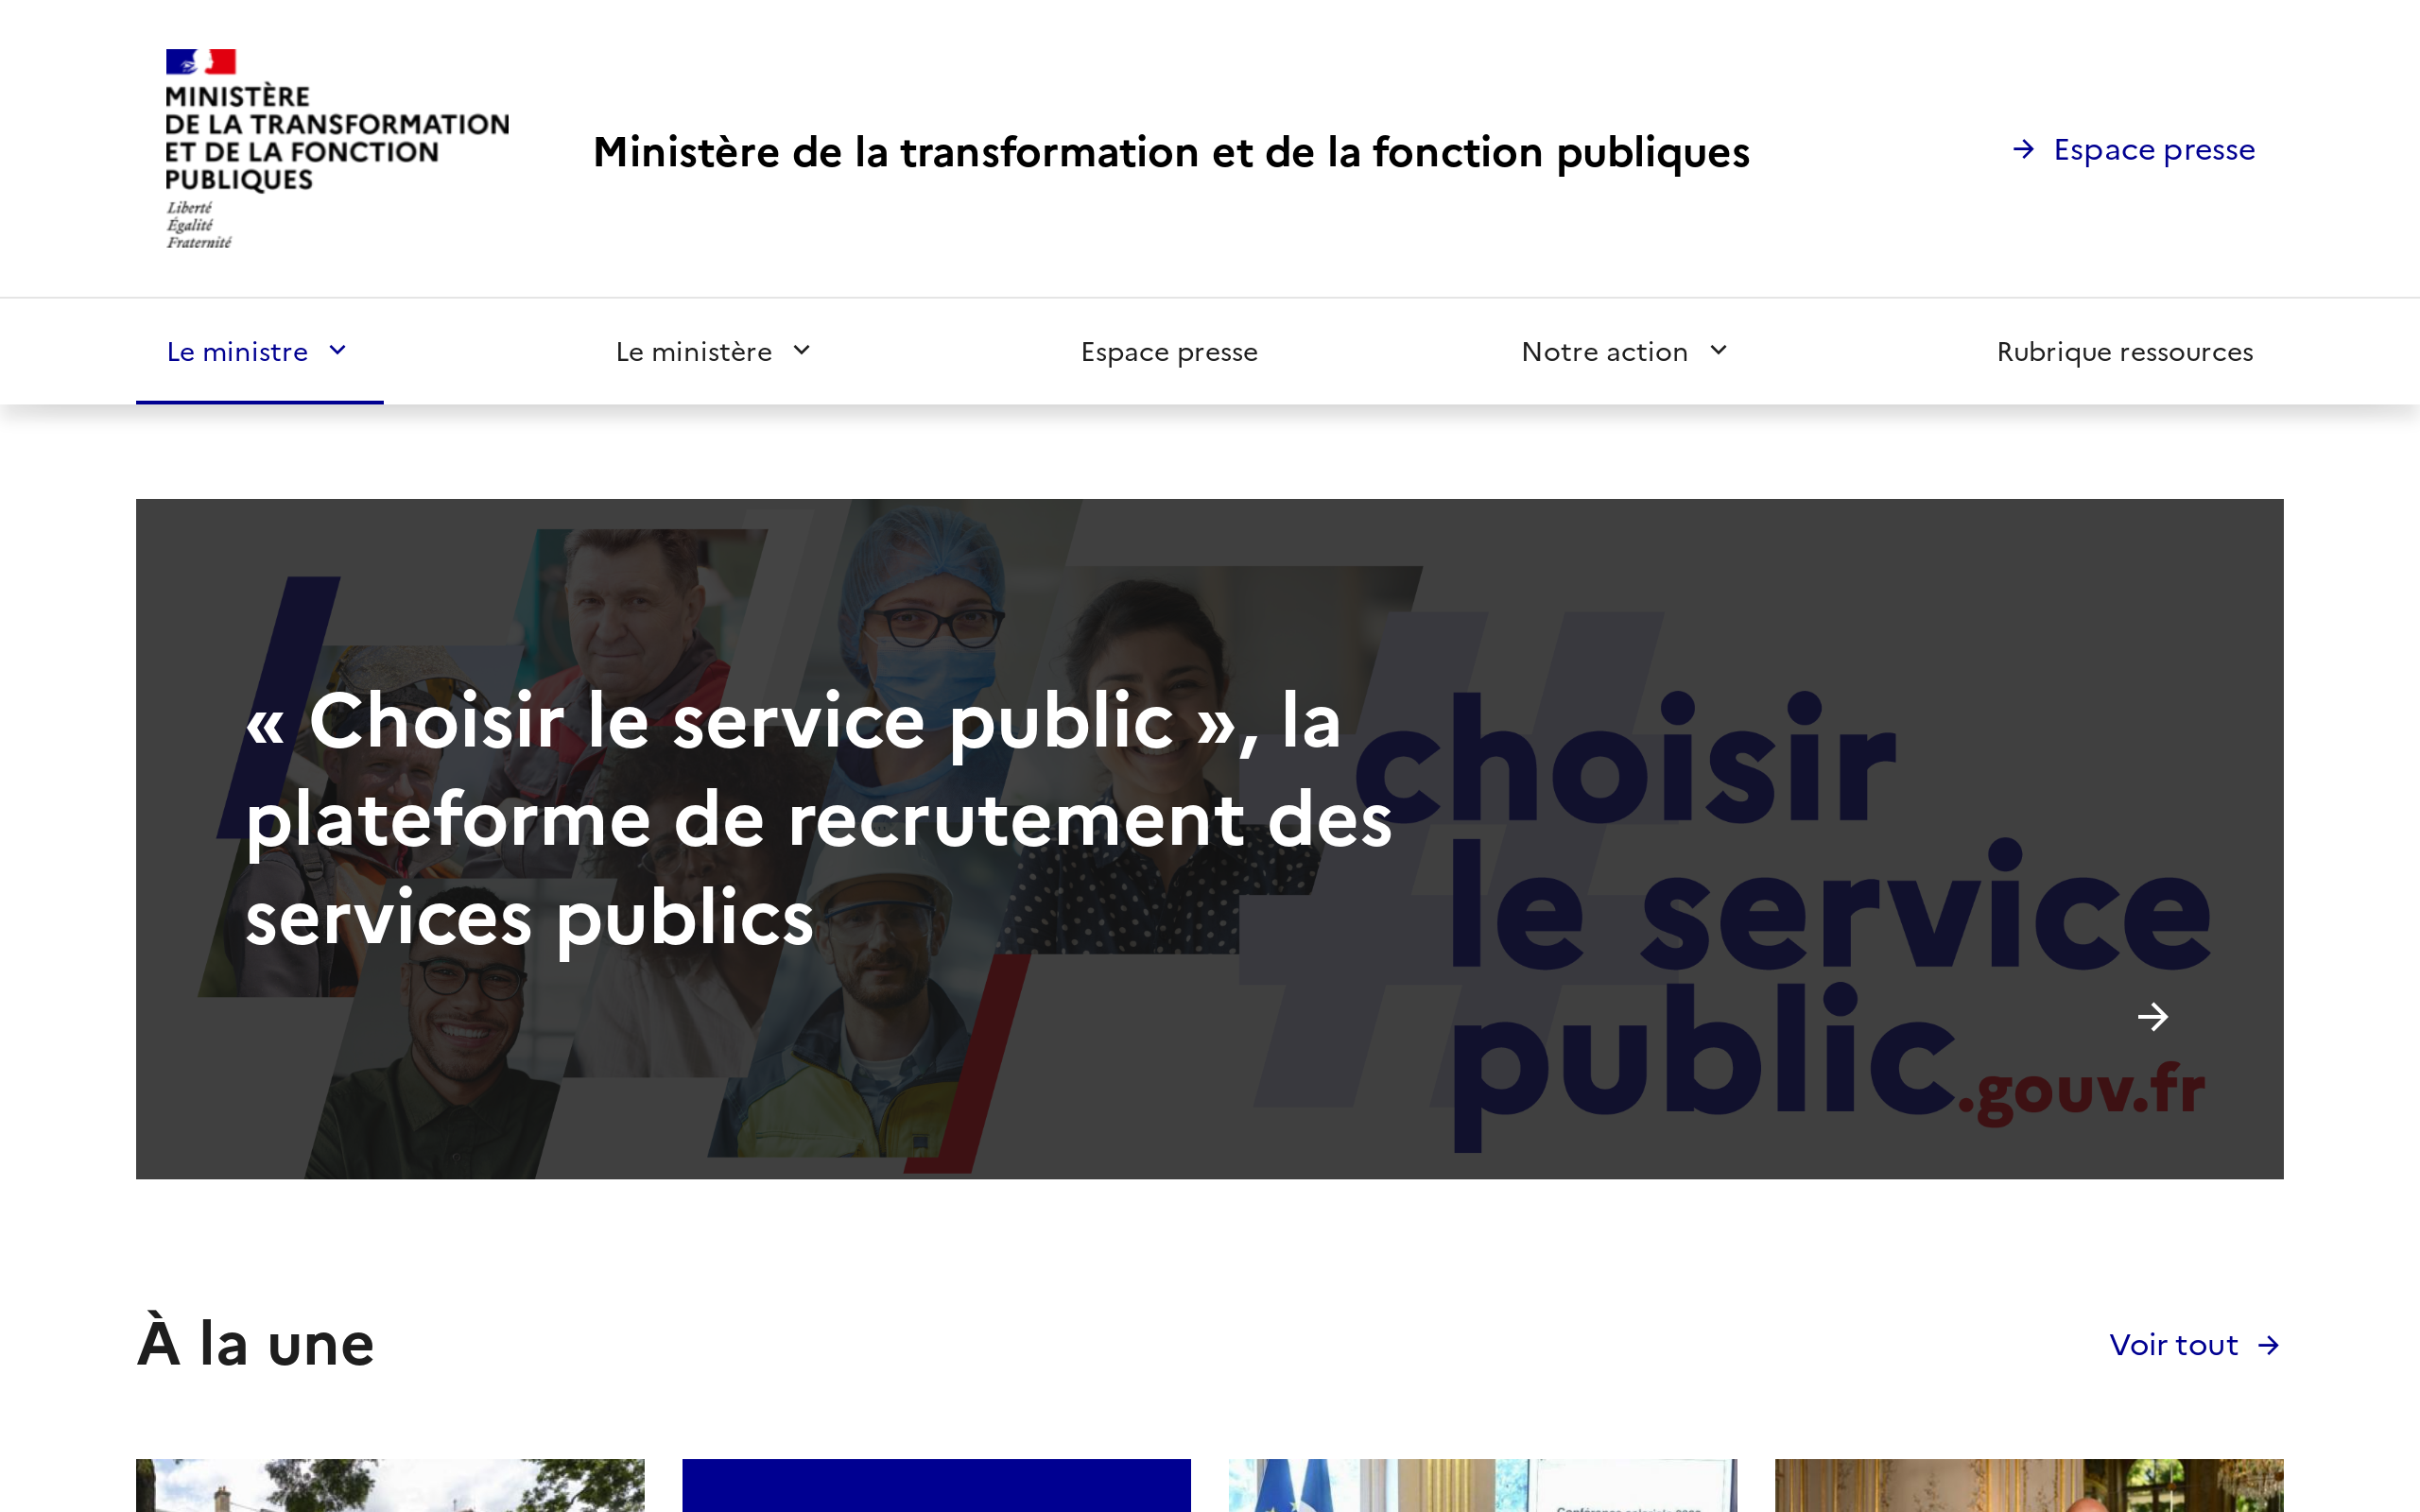 MINISTÈRE
DE LA TRANSFORMATION
ET DE LA FONCTION
PUBLIQUES
Liberté
Égalité
Fraternité
Ministère de la transformation et de la fonction publiques
Espace presse
Le ministre
Le ministère
Espace presse
Notre action
Rubrique ressources
« Choisir le service public », la
plateforme de recrutement des
services publics
choisir
le service
public.gouv.fr
À la une
Voir tout